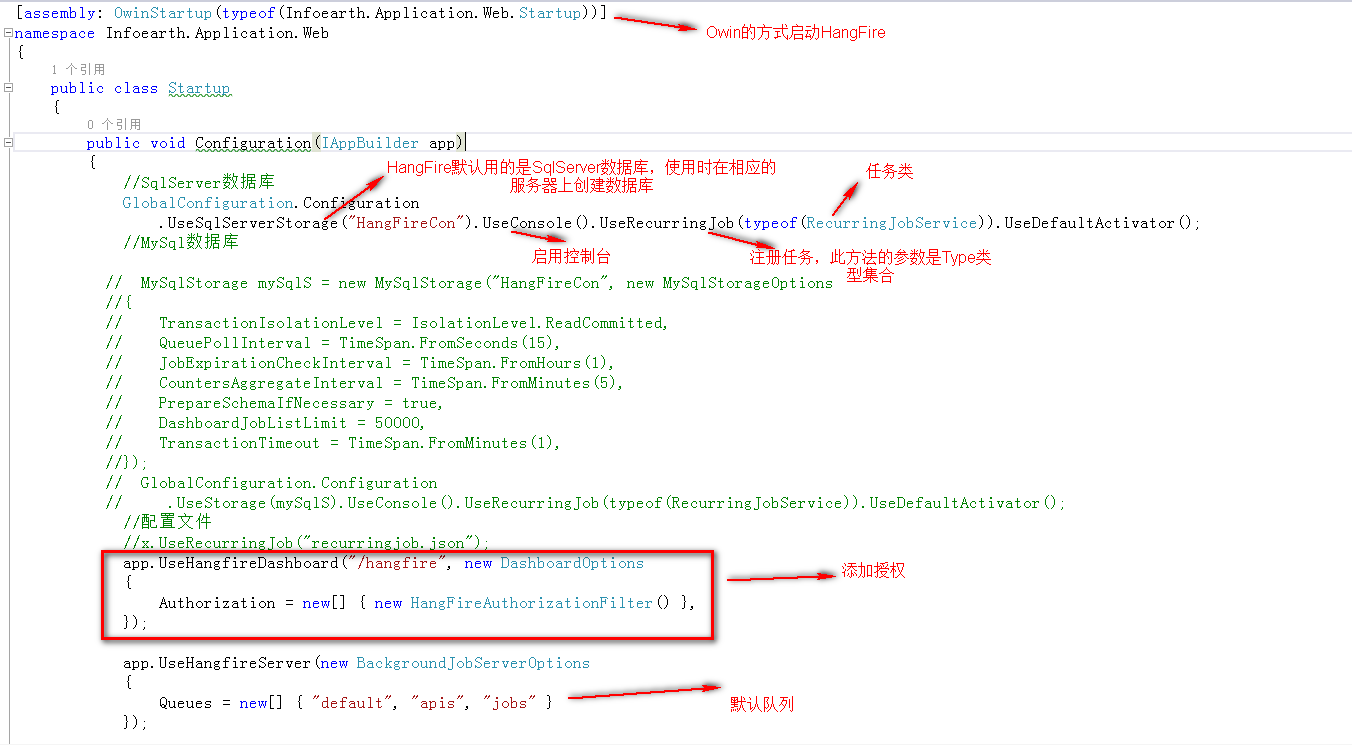 [assembly: OwinStartup(typeof(Infoearth.Application.Web.Startup))]
Owin的方式启动HangFire
namespace Infoearth.Application.Web
{
1 个引用
public class Startup
{
0 个引用
public void Configuration(IAppBuilder app)
{
HangFire默认用的是SqlServer数据库，使用时在相应的
服务器上创建数据库
任务类
//SqlServer数据库
GlobalConfiguration.Configuration
.UseSqlServerStorage("HangFireCon").UseConsole().UseRecurringJob(typeof(RecurringJobService)).UseDefaultActivator();
//MySql数据库
启用控制台
注册任务，此方法的参数是Type类
型集合
//  MySqlStorage mySqlS = new MySqlStorage("HangFireCon", new MySqlStorageOptions
//{
//    TransactionIsolationLevel = IsolationLevel.ReadCommitted,
//    QueuePollInterval = TimeSpan.FromSeconds(15),
//    JobExpirationCheckInterval = TimeSpan.FromHours(1),
//    CountersAggregateInterval = TimeSpan.FromMinutes(5),
//    PrepareSchemaIfNecessary = true,
//    DashboardJobListLimit = 50000,
//    TransactionTimeout = TimeSpan.FromMinutes(1),
//});
//  GlobalConfiguration.Configuration
//     .UseStorage(mySqlS).UseConsole().UseRecurringJob(typeof(RecurringJobService)).UseDefaultActivator();
//配置文件
//x.UseRecurringJob("recurringjob.json");
app.UseHangfireDashboard("/hangfire", new DashboardOptions
添加授权
{
Authorization = new[] { new HangFireAuthorizationFilter() },
});
app.UseHangfireServer(new BackgroundJobServerOptions
{
Queues = new[] { "default", "apis", "jobs" }
默认队列
});